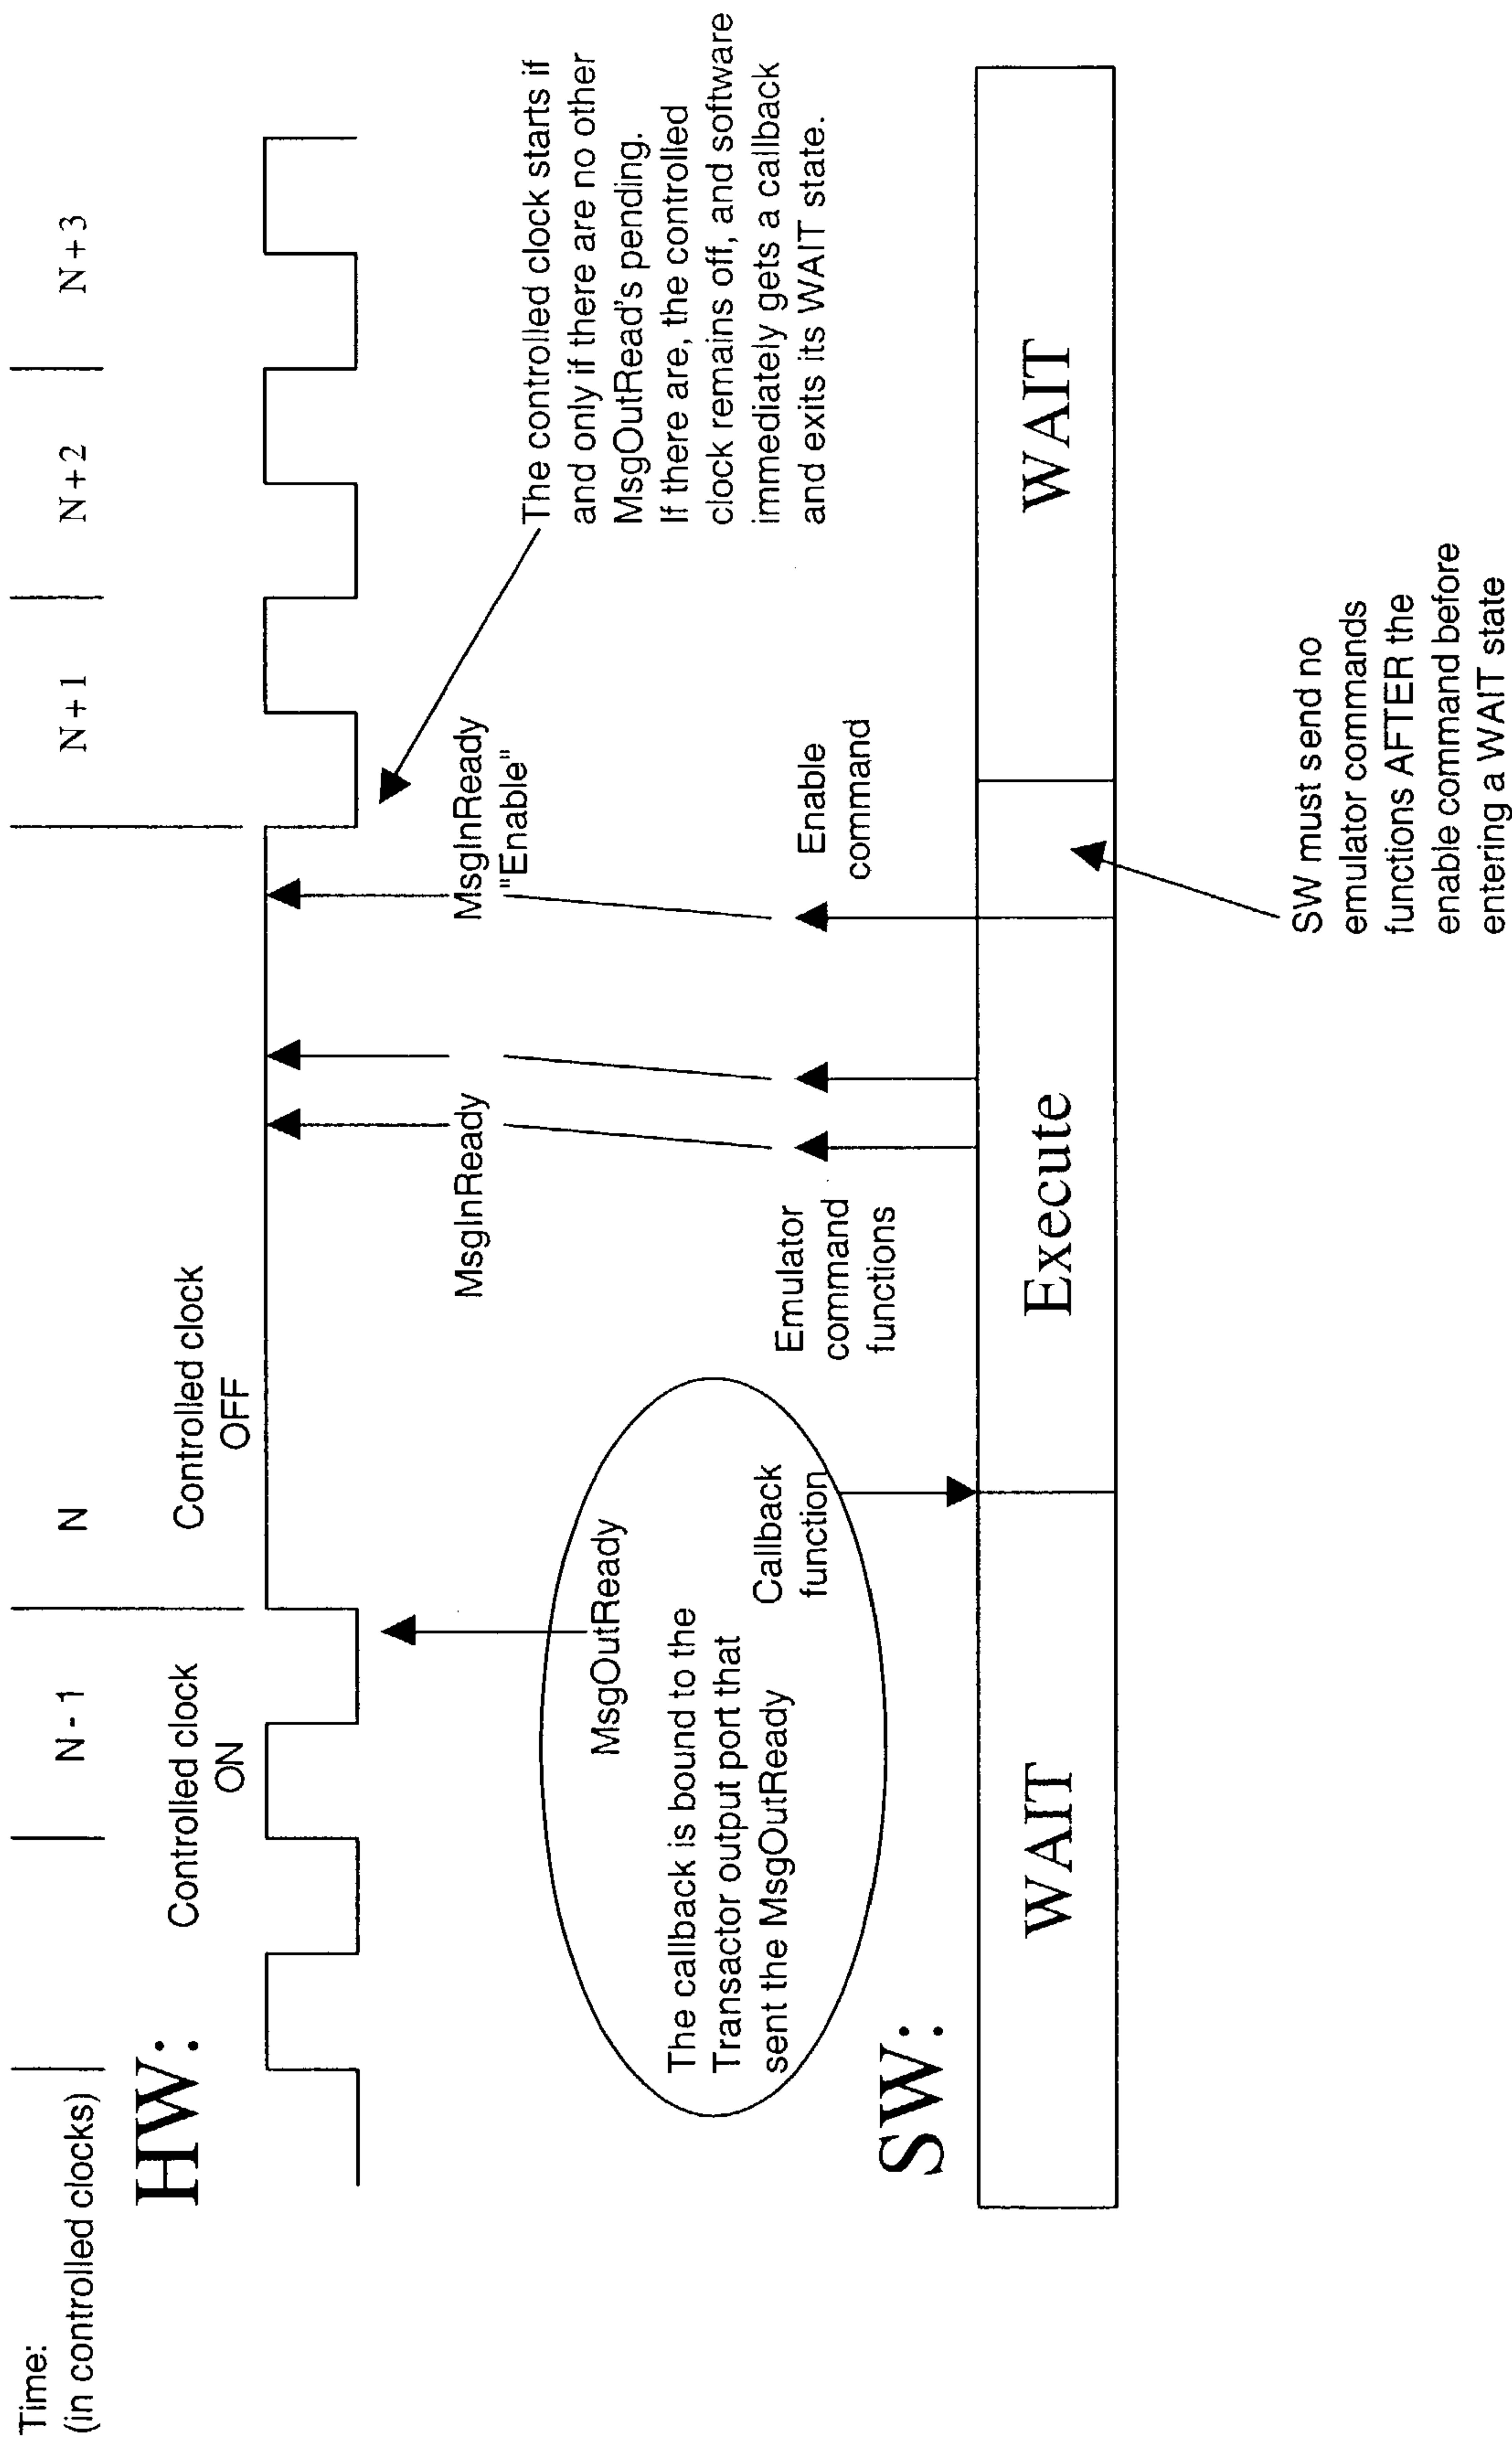 Time:
(in controlled clocks)
N - 1
N
N + 1
N + 2
N + 3
HW:
Controlled clock
ON
Controlled clock
OFF
MsgOutReady
The callback is bound to the
Transactor output port that
sent the MsgOutReady
Callback
function
MsgInReady
MsgInReady
"Enable"
The controlled clock starts if
and only if there are no other
MsgOutRead's pending.
If there are, the controlled
clock remains off, and software
immediately gets a callback
and exits its WAIT state.
Emulator
command
functions
Enable
command
SW:
WAIT
Execute
WAIT
SW must send no
emulator commands
functions AFTER the
enable command before
entering a WAIT state